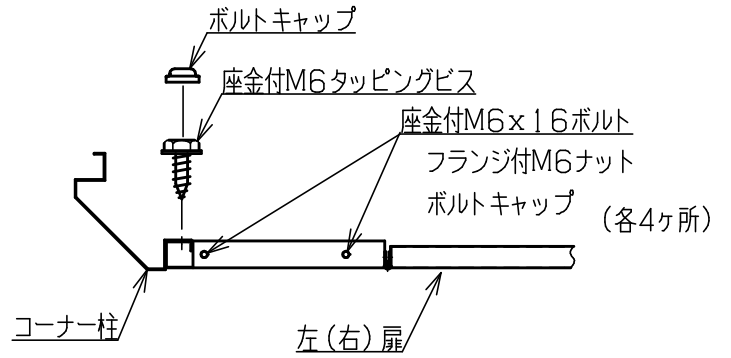 ボルトキャップ
座金付M6タッピングビス
座金付M6x16ボルト
フランジ付M6ナット
ボルトキャップ
(各4ヶ所)
コーナー柱
左(右)扉